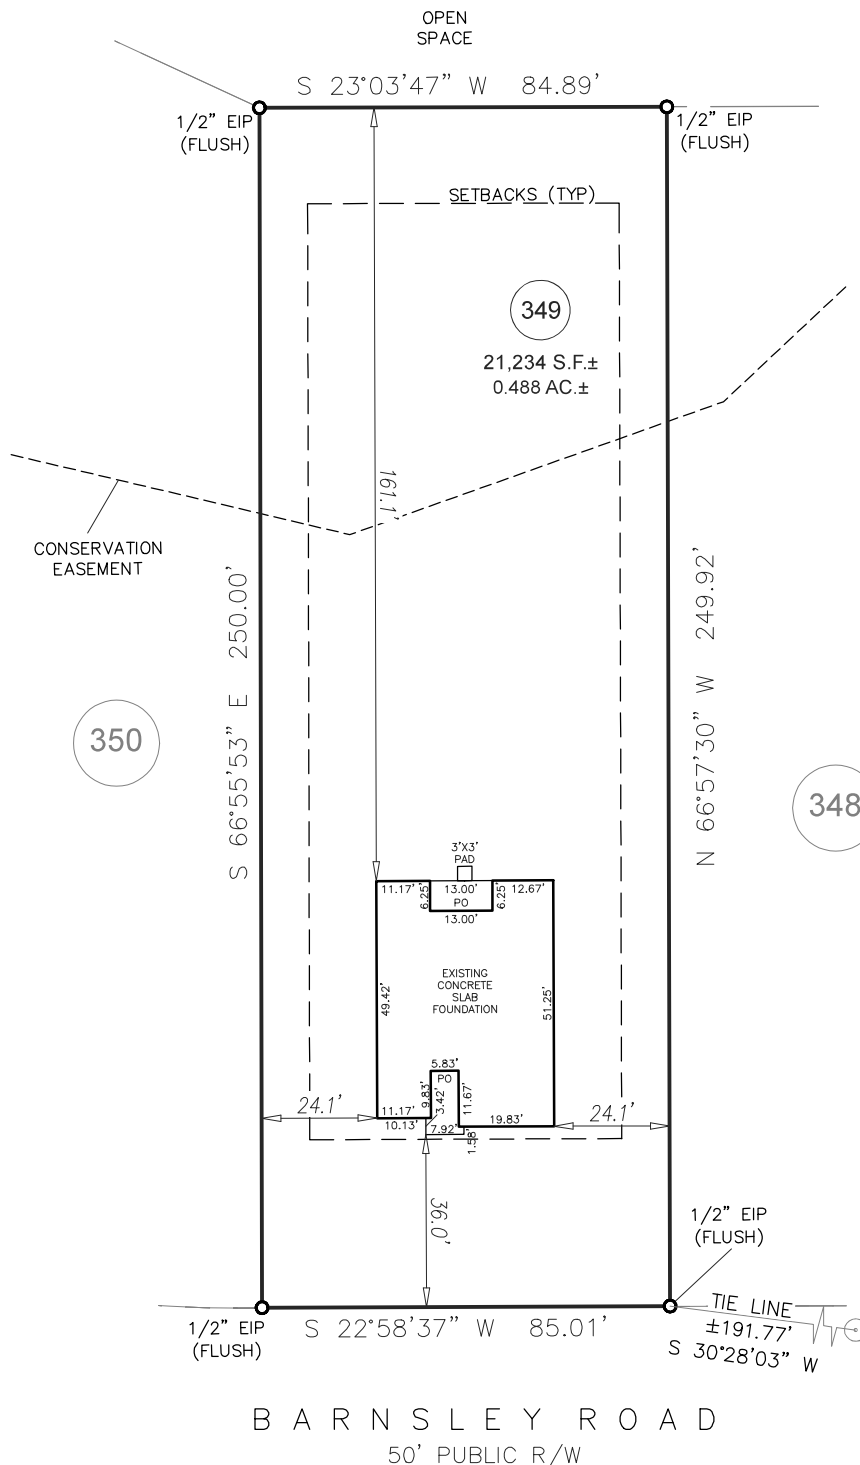 OPEN
SPACE
S 23°03'47" W 84.89'
1/2" EIP
(FLUSH)
1/2" EIP
(FLUSH)
SETBACKS (TYP)
349
21,234 S.F.±
0.488 AC.±
161.1'
CONSERVATION
EASEMENT
S 66°55'53" E 250.00'
N 66°57'30" W 249.92'
350
348
3'X3'
PAD
11.17'
6.25'
13.00'
PO
13.00'
6.25'
12.67'
49.42'
EXISTING
CONCRETE
SLAB
FOUNDATION
51.25'
5.83'
PO
9.83'
3.42'
11.67'
24.1'
11.17'
10.13'
7.92'
1.58'
19.83'
24.1'
36.0'
1/2" EIP
(FLUSH)
1/2" EIP
(FLUSH)
S 22°58'37" W 85.01'
TIE LINE
±191.77'
S 30°28'03" W
BARNSLEY ROAD
50' PUBLIC R/W